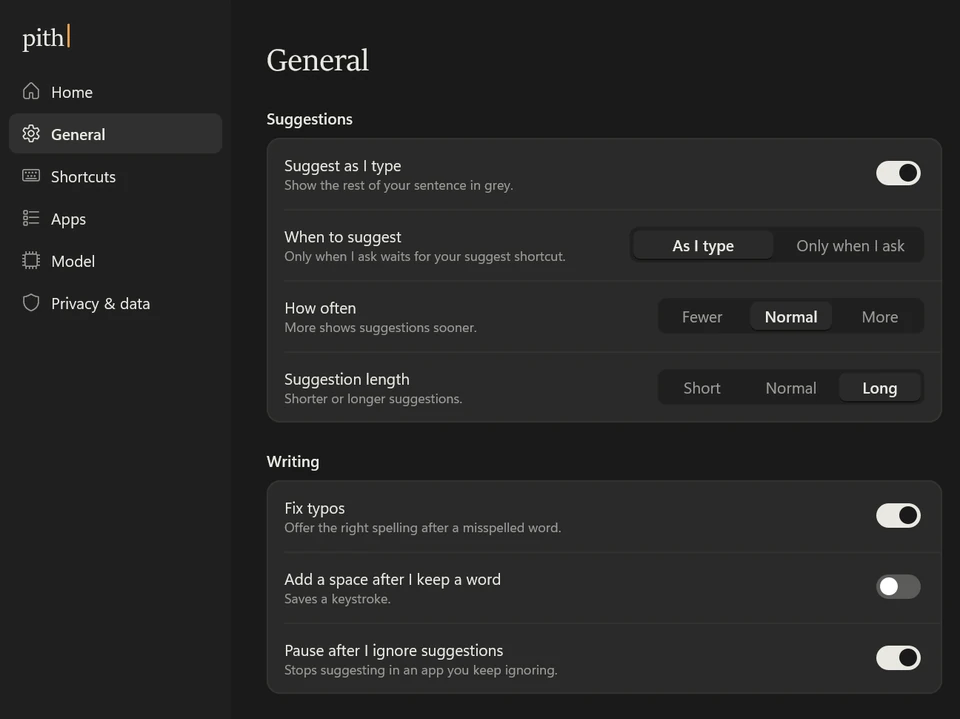 pith
Home
General
Shortcuts
Apps
Model
Privacy & data
General
Suggestions
Suggest as I type
Show the rest of your sentence in grey.
When to suggest
Only when I ask waits for your suggest shortcut.
As I type
Only when I ask
How often
More shows suggestions sooner.
Fewer
Normal
More
Suggestion length
Shorter or longer suggestions.
Short
Normal
Long
Writing
Fix typos
Offer the right spelling after a misspelled word.
Add a space after I keep a word
Saves a keystroke.
Pause after I ignore suggestions
Stops suggesting in an app you keep ignoring.